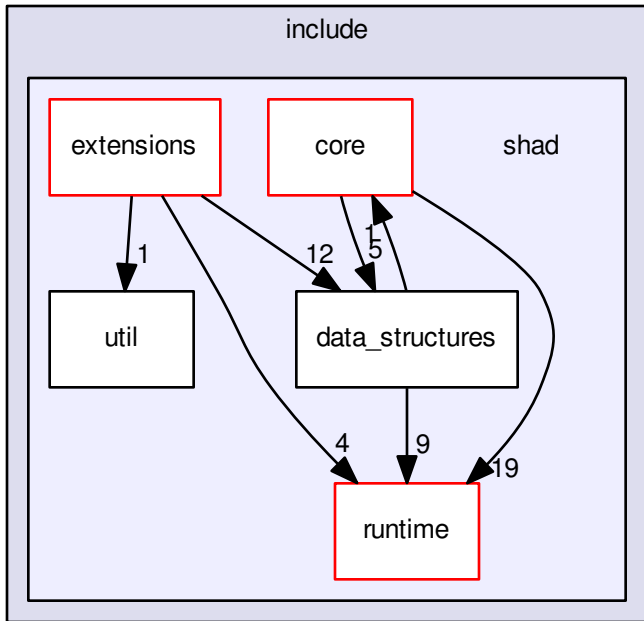 include
extensions
core
shad
1
12
1
5
util
data_structures
4
9
19
runtime